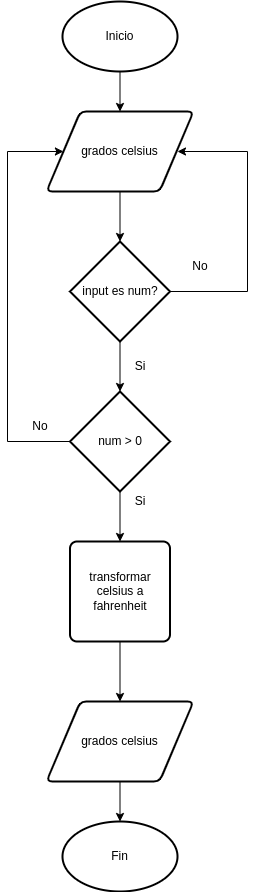 Inicio
grados celsius
input es num?
No
Si
num > 0
No
Si
transformar
celsius a
fahrenheit
grados celsius
Fin